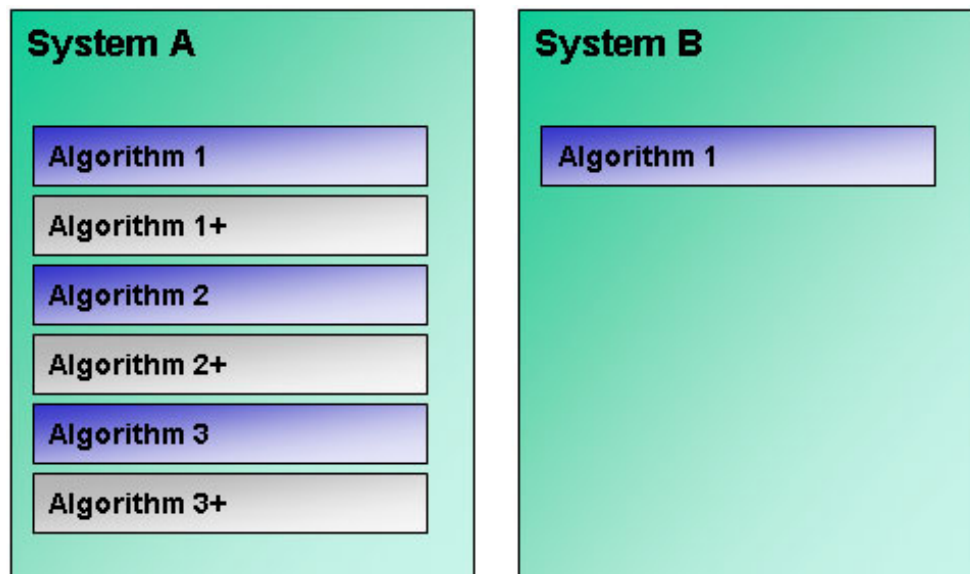 System A
Algorithm 1
Algorithm 1+
Algorithm 2
Algorithm 2+
Algorithm 3
Algorithm 3+
System B
Algorithm 1